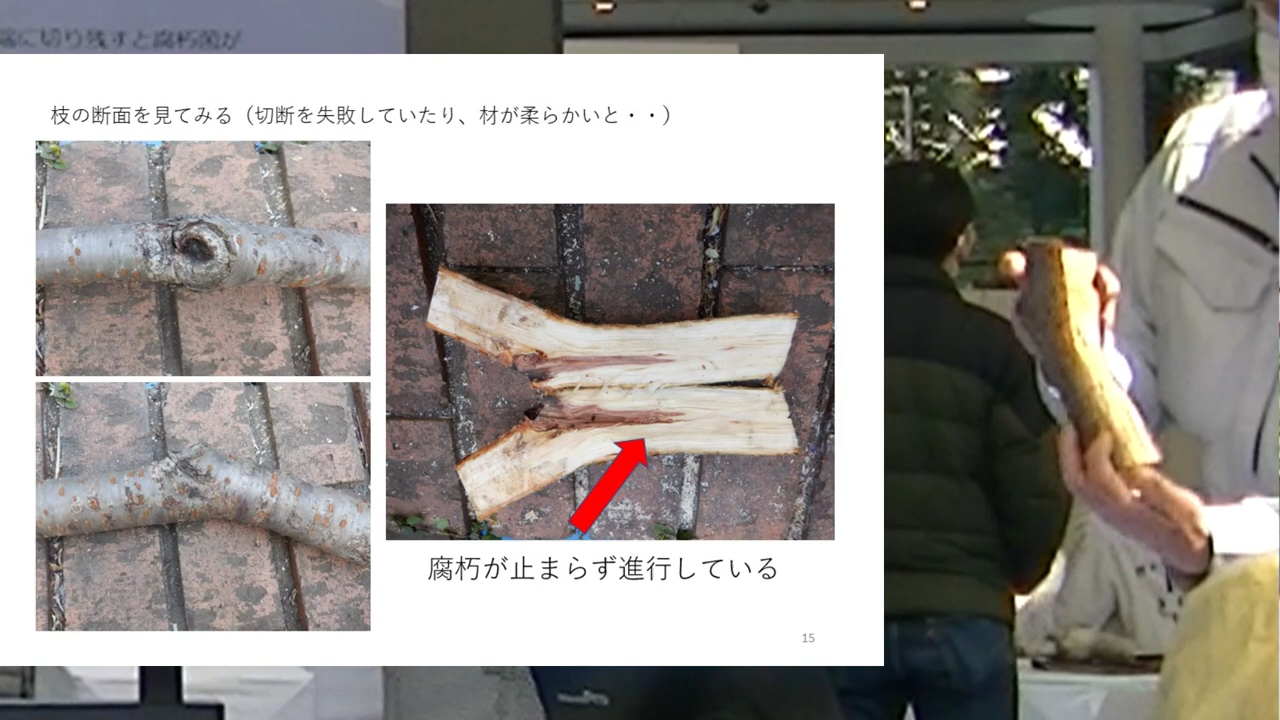 端に切り残すと腐朽菌が
枝の断面を見てみる（切断を失敗していたり、材が柔らかいと・・）
腐朽が止まらず進行している
15